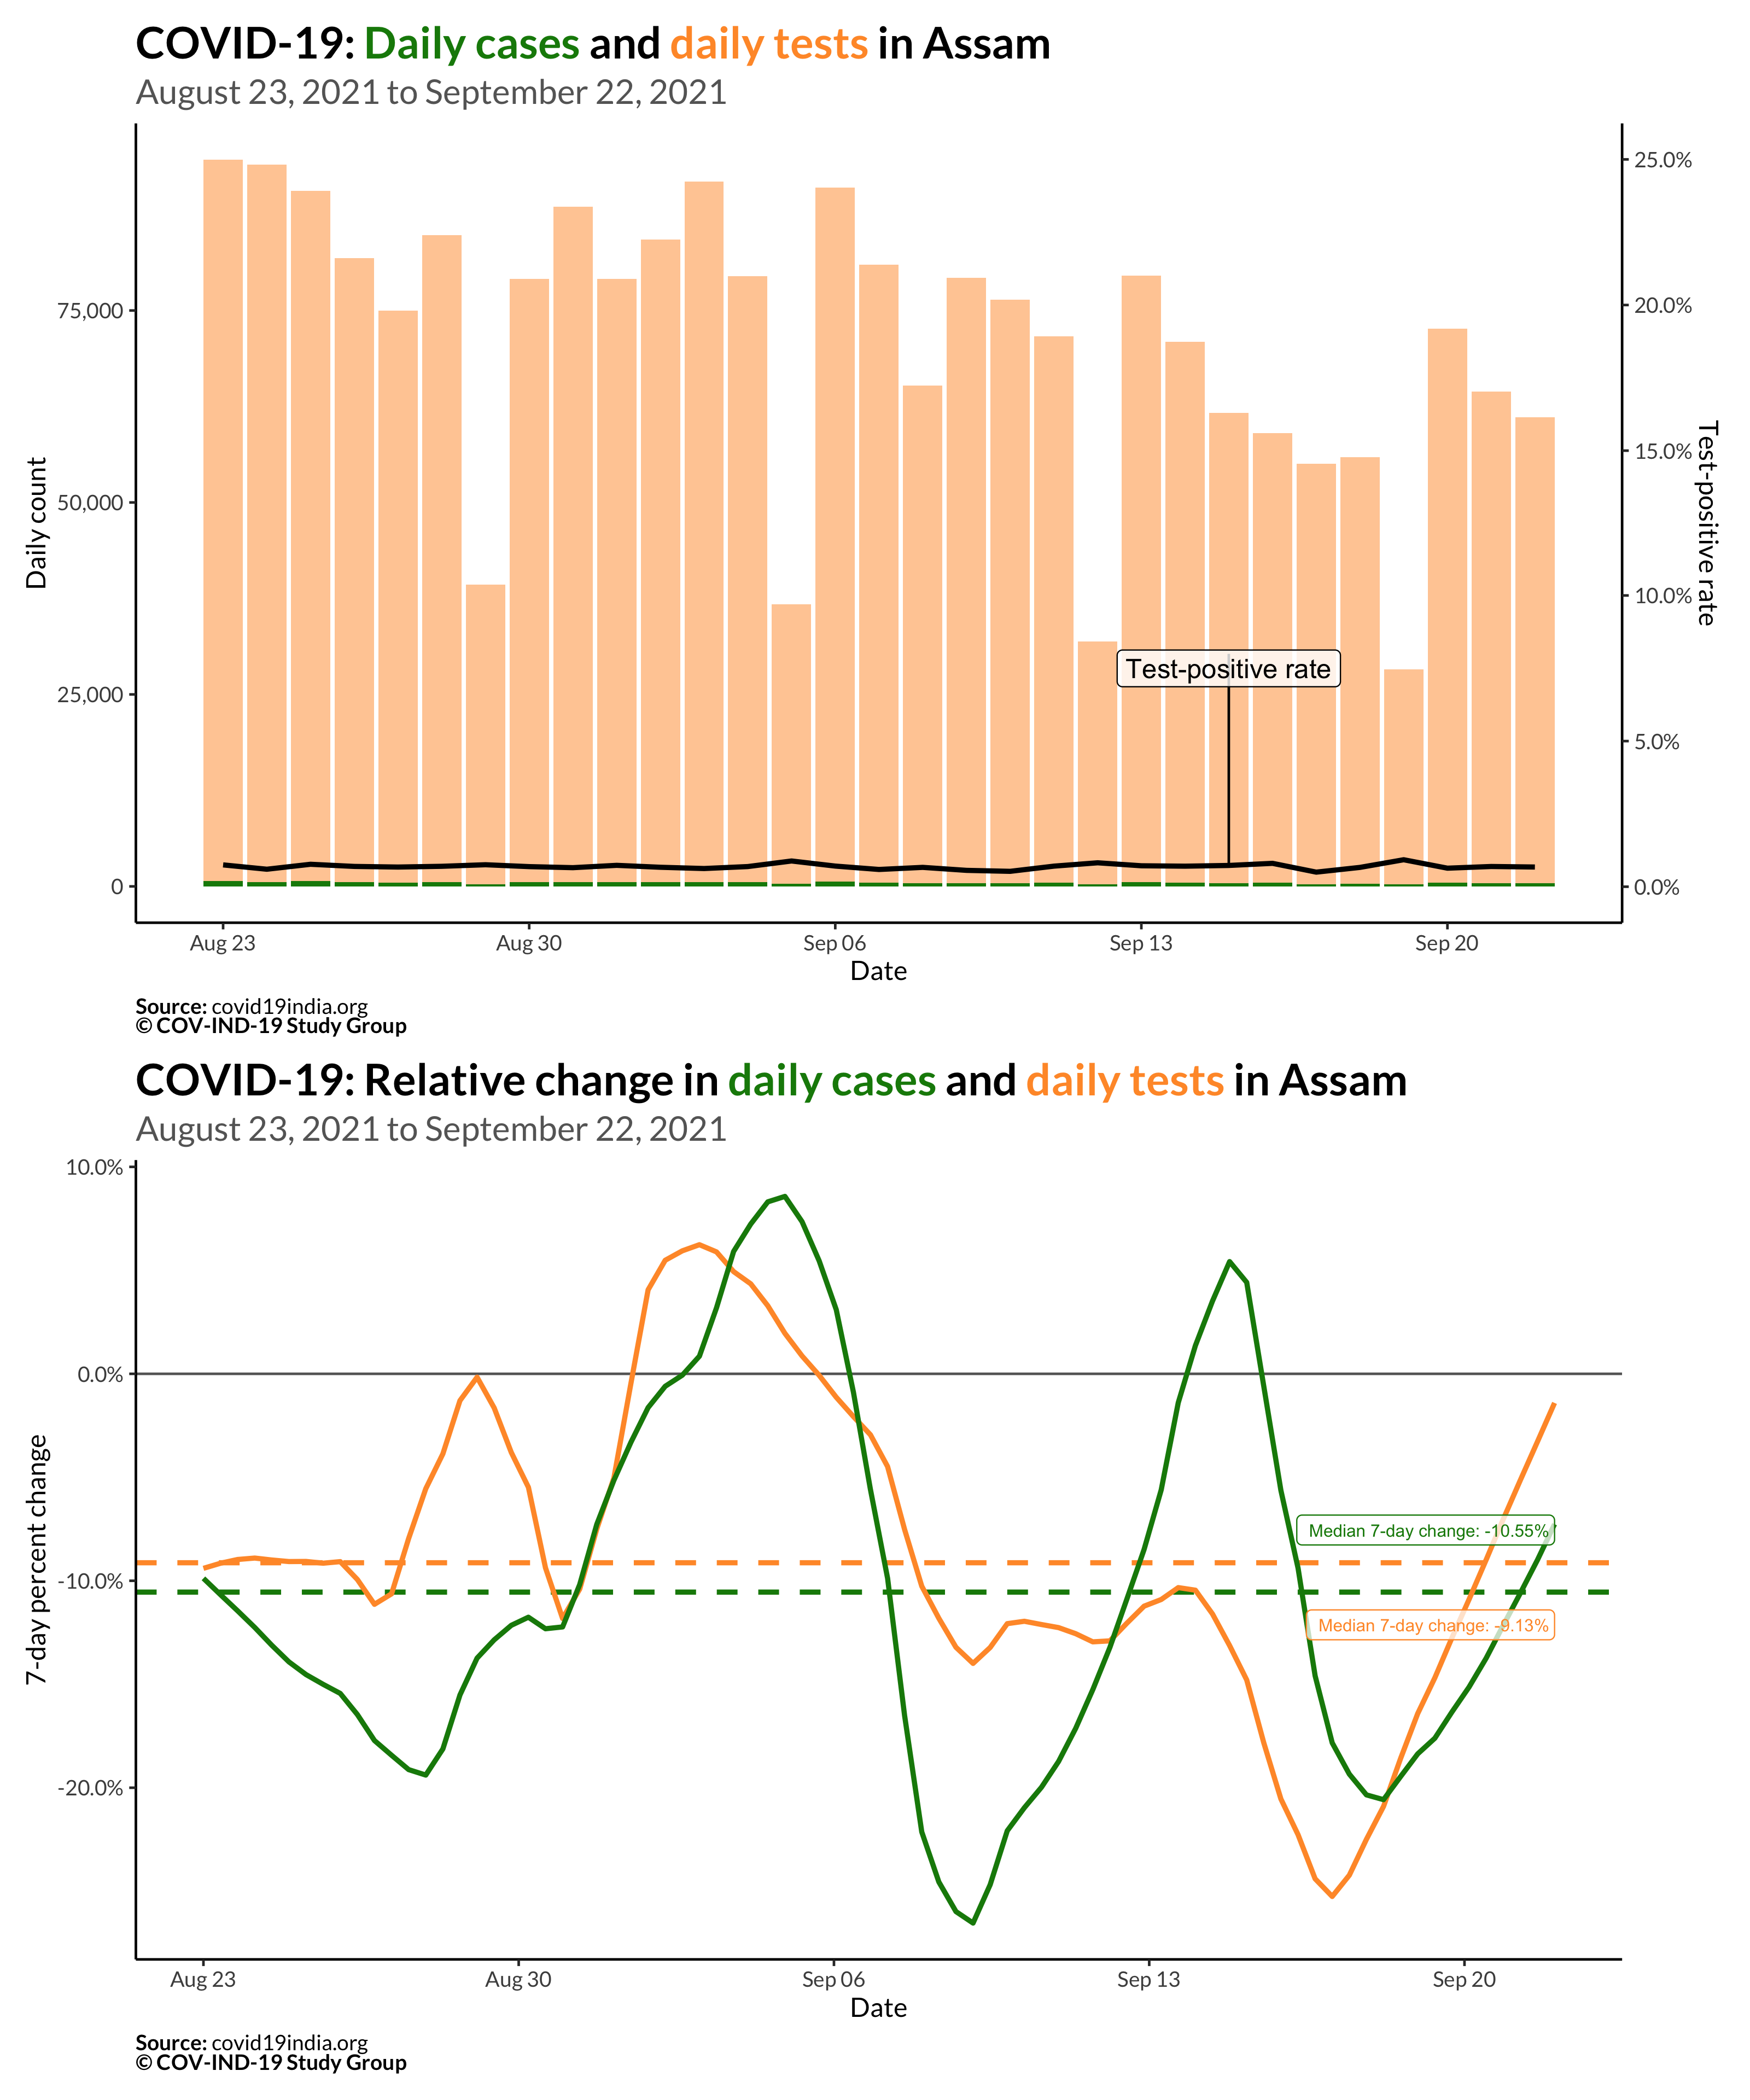 COVID-19: Daily cases and daily tests in Assam
August 23, 2021 to September 22, 2021
Daily count
75,000
50,000
25,000
0
25.0%
20.0%
15.0%
10.0%
5.0%
0.0%
Test-positive rate
Test-positive rate
Aug 23
Aug 30
Sep 06
Sep 13
Sep 20
Date
Source: covid19india.org
© COV-IND-19 Study Group
COVID-19: Relative change in daily cases and daily tests in Assam
August 23, 2021 to September 22, 2021
7-day percent change
10.0%
0.0%
-10.0%
-20.0%
Median 7-day change: -10.55%
Median 7-day change: -9.13%
Aug 23
Aug 30
Sep 06
Sep 13
Sep 20
Date
Source: covid19india.org
© COV-IND-19 Study Group